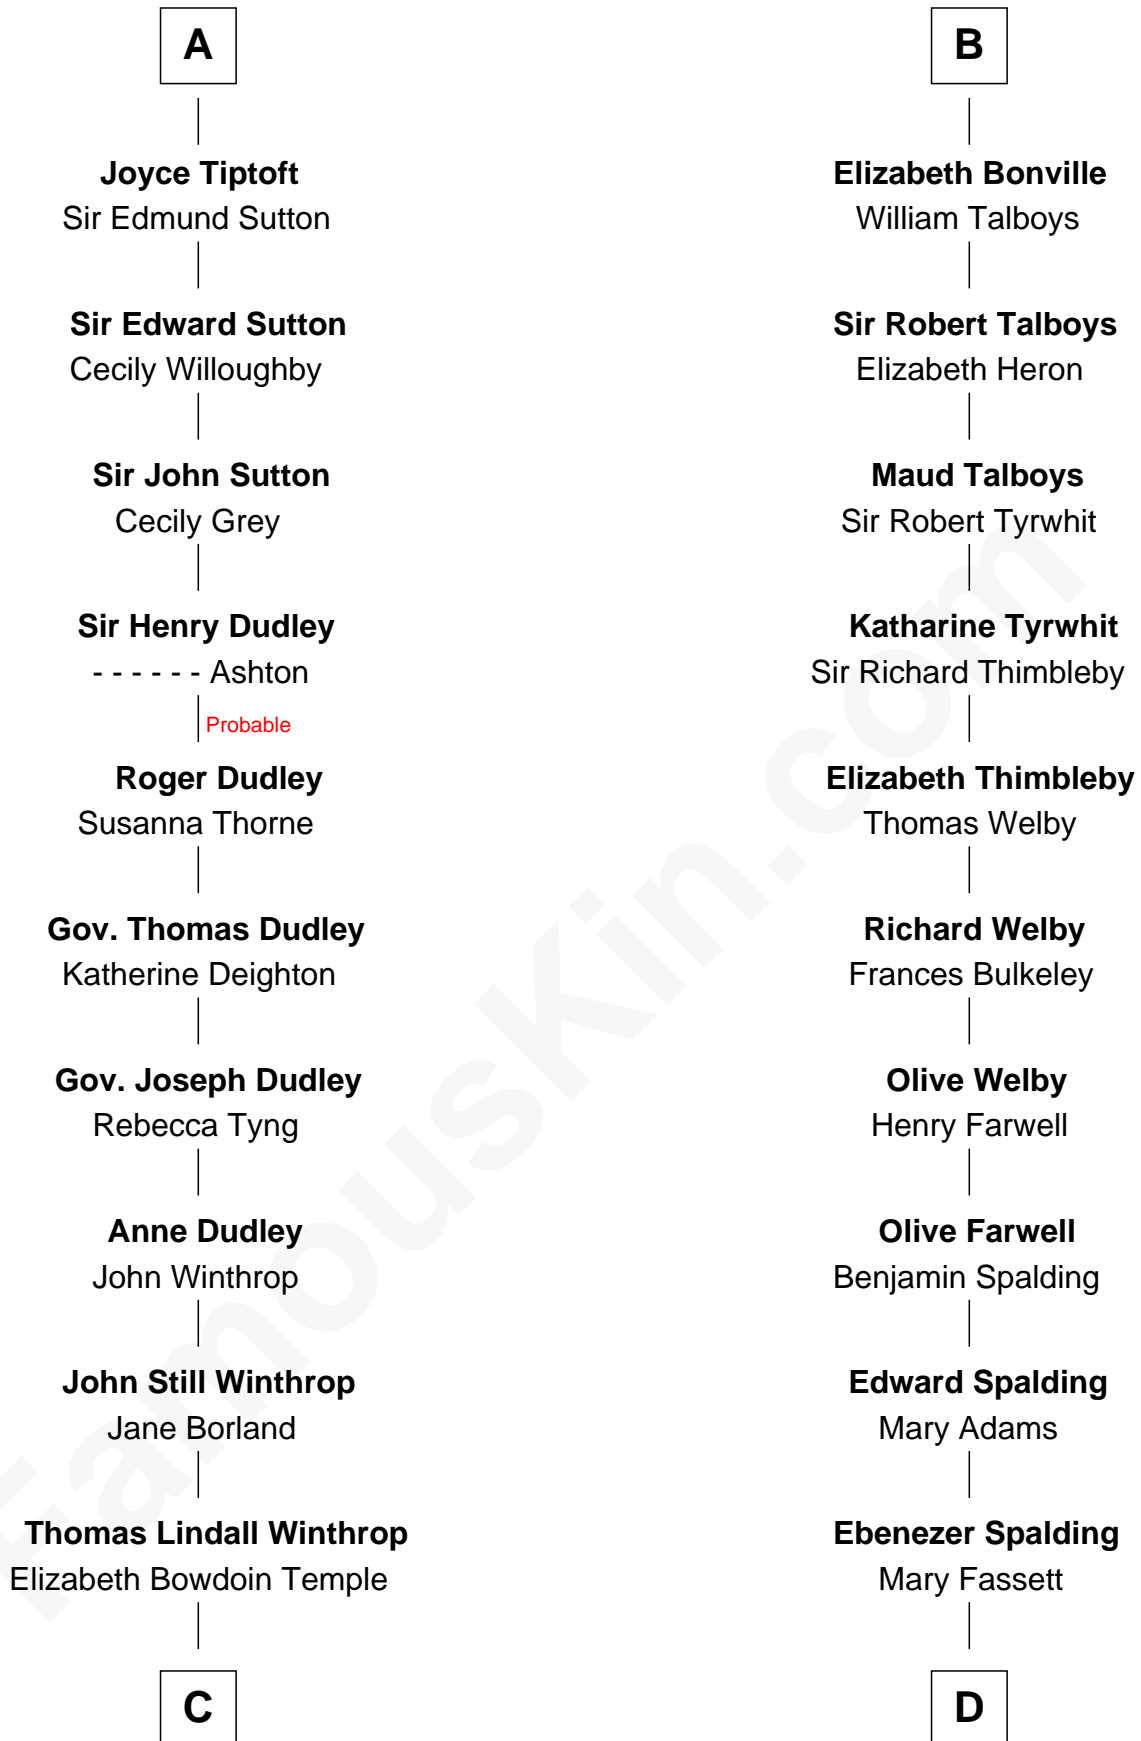 A
Joyce Tiptoft
Sir Edmund Sutton
Sir Edward Sutton
Cecily Willoughby
Sir John Sutton
Cecily Grey
Sir Henry Dudley
- - - - - - Ashton
Probable
Roger Dudley
Susanna Thorne
Gov. Thomas Dudley
Katherine Deighton
Gov. Joseph Dudley
Rebecca Tyng
Anne Dudley
John Winthrop
John Still Winthrop
Jane Borland
Thomas Lindall Winthrop
Elizabeth Bowdoin Temple
C
B
Elizabeth Bonville
William Talboys
Sir Robert Talboys
Elizabeth Heron
Maud Talboys
Sir Robert Tyrwhit
Katharine Tyrwhit
Sir Richard Thimbleby
Elizabeth Thimbleby
Thomas Welby
Richard Welby
Frances Bulkeley
Olive Welby
Henry Farwell
Olive Farwell
Benjamin Spalding
Edward Spalding
Mary Adams
Ebenezer Spalding
Mary Fassett
D
FamousKin.com